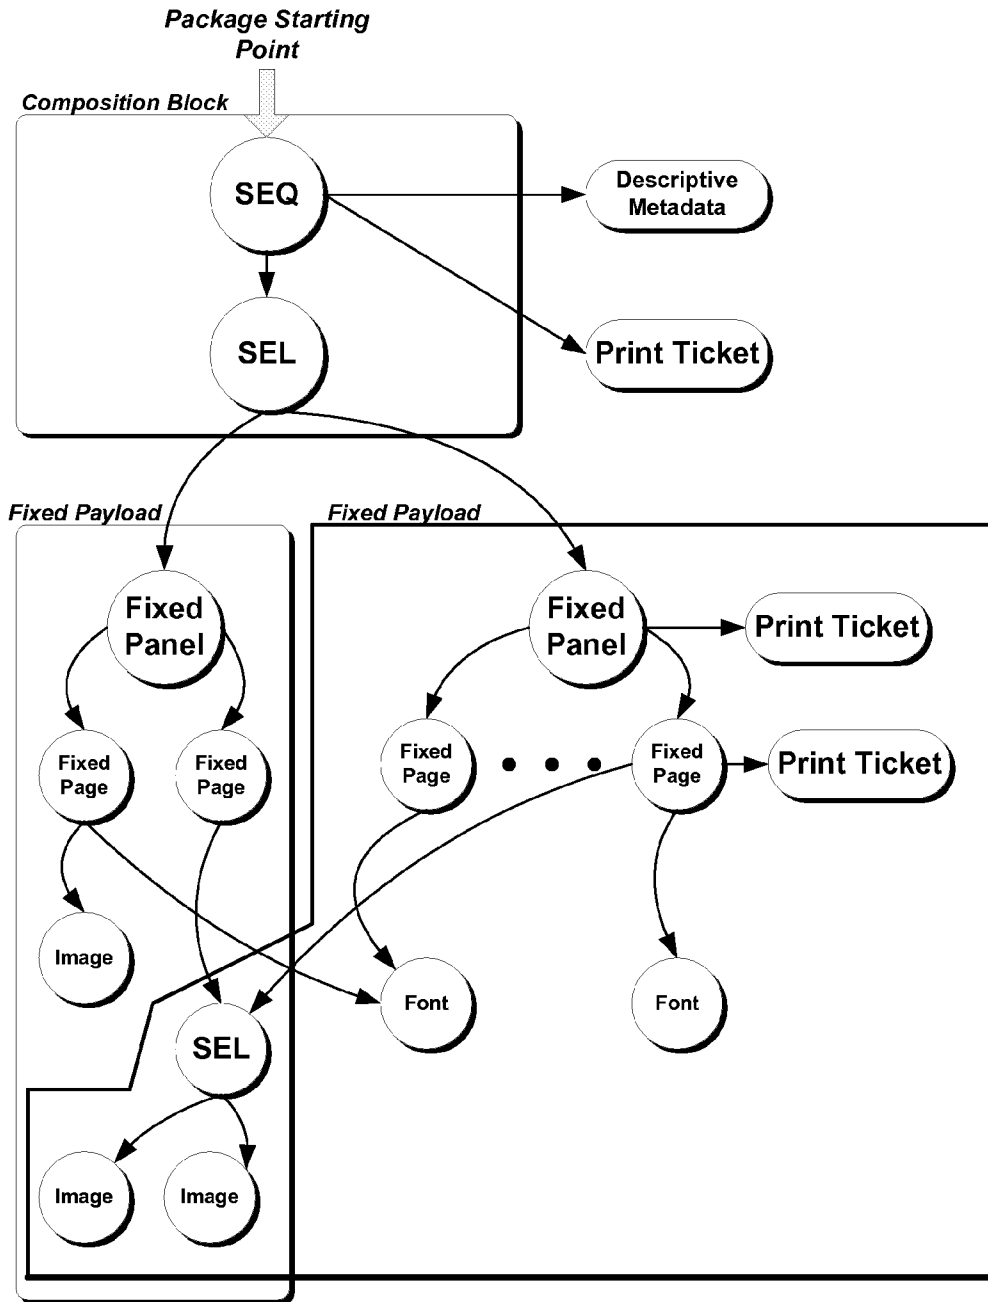 Package Starting
Point
Composition Block
SEQ
Descriptive
Metadata
SEL
Print Ticket
Fixed Payload
Fixed Payload
Fixed
Panel
Fixed
Panel
Print Ticket
Fixed
Page
Fixed
Page
Fixed
Page
Fixed
Page
Print Ticket
Image
Font
Font
SEL
Image
Image